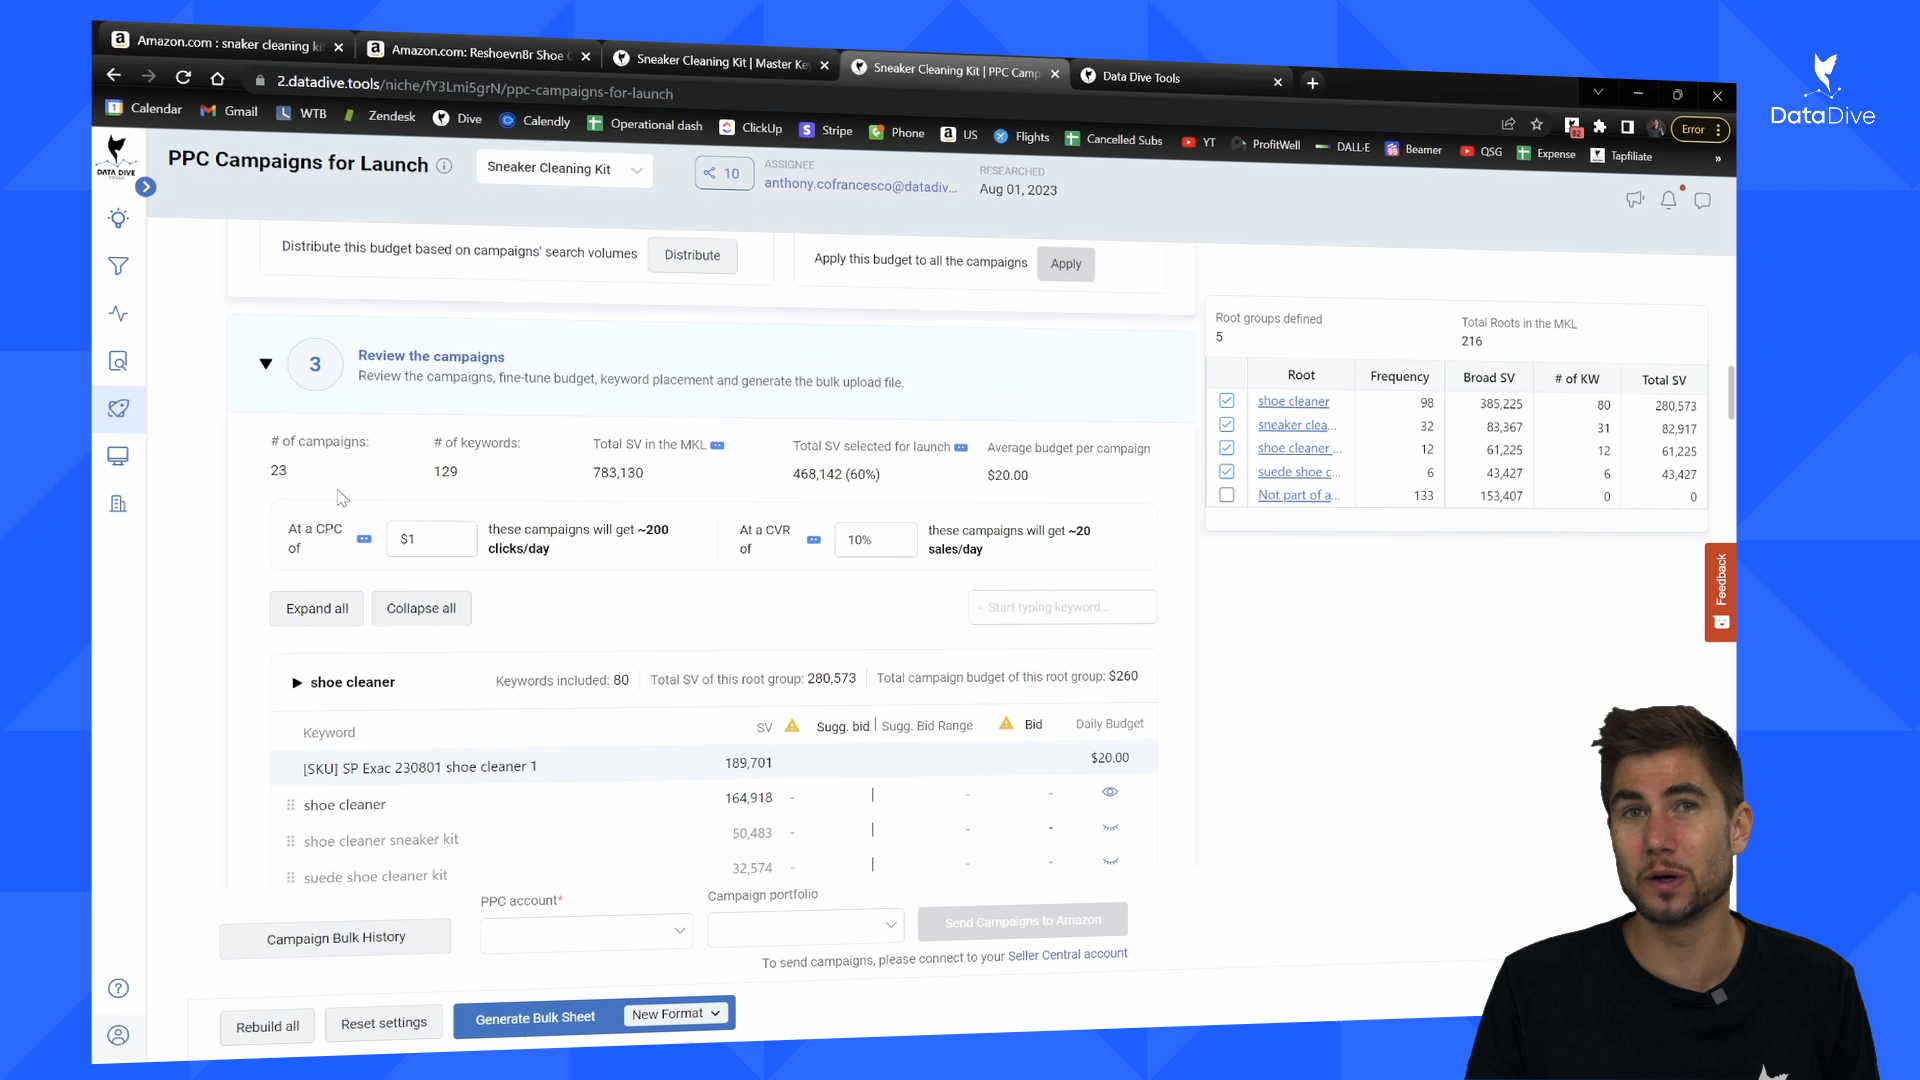 Amazon.com : snaker cleaning ki
Amazon.com: Reshoevn8r Shoe C
Sneaker Cleaning Kit | Master Ke
Sneaker Cleaning Kit | PPC Camp
Data Dive Tools
2.datadive.tools/niche/fY3Lmi5grN/ppc-campaigns-for-launch
Calendar
Gmail
WTB
Zendesk
Dive
Calendly
Operational dash
ClickUp
Stripe
Phone
US
Flights
Cancelled Subs
YT
ProfitWell
DALL·E
Beamer
QSG
Expense
Tapfiliate
»
82
Error
DataDive
DATA DIVE
TOOLS
PPC Campaigns for Launch
Sneaker Cleaning Kit
10
ASSIGNEE
anthony.cofrancesco@datadiv...
RESEARCHED
Aug 01, 2023
Distribute this budget based on campaigns' search volumes
Distribute
Apply this budget to all the campaigns
Apply
3
Review the campaigns
Review the campaigns, fine-tune budget, keyword placement and generate the bulk upload file.
# of campaigns:
23
# of keywords:
129
Total SV in the MKL
783,130
Total SV selected for launch
468,142 (60%)
Average budget per campaign
$20.00
At a CPC
of
$1
these campaigns will get ~200
clicks/day
At a CVR
of
10%
these campaigns will get ~20
sales/day
Expand all
Collapse all
Start typing keyword...
shoe cleaner
Keywords included: 80
Total SV of this root group: 280,573
Total campaign budget of this root group: $260
Keyword SV Sugg. bid | Sugg. Bid Range Bid Daily Budget
[SKU] SP Exac 230801 shoe cleaner 1 189,701 $20.00
shoe cleaner 164,918 - | - -
shoe cleaner sneaker kit 50,483 - | - -
suede shoe cleaner kit 32,574 - | - -
Campaign Bulk History
PPC account*
Campaign portfolio
Send Campaigns to Amazon
To send campaigns, please connect to your Seller Central account
Rebuild all
Reset settings
Generate Bulk Sheet
New Format
Root groups defined
5
Total Roots in the MKL
216
Root Frequency Broad SV # of KW Total SV
shoe cleaner 98 385,225 80 280,573
sneaker clea... 32 83,367 31 82,917
shoe cleaner ... 12 61,225 12 61,225
suede shoe c... 6 43,427 6 43,427
Not part of a... 133 153,407 0 0
Feedback